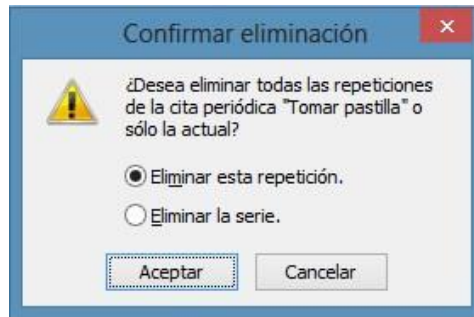 Confirmar eliminación
¿Desea eliminar todas las repeticiones
de la cita periódica "Tomar pastilla" o
sólo la actual?
Eliminar esta repetición.
Eliminar la serie.
Aceptar
Cancelar